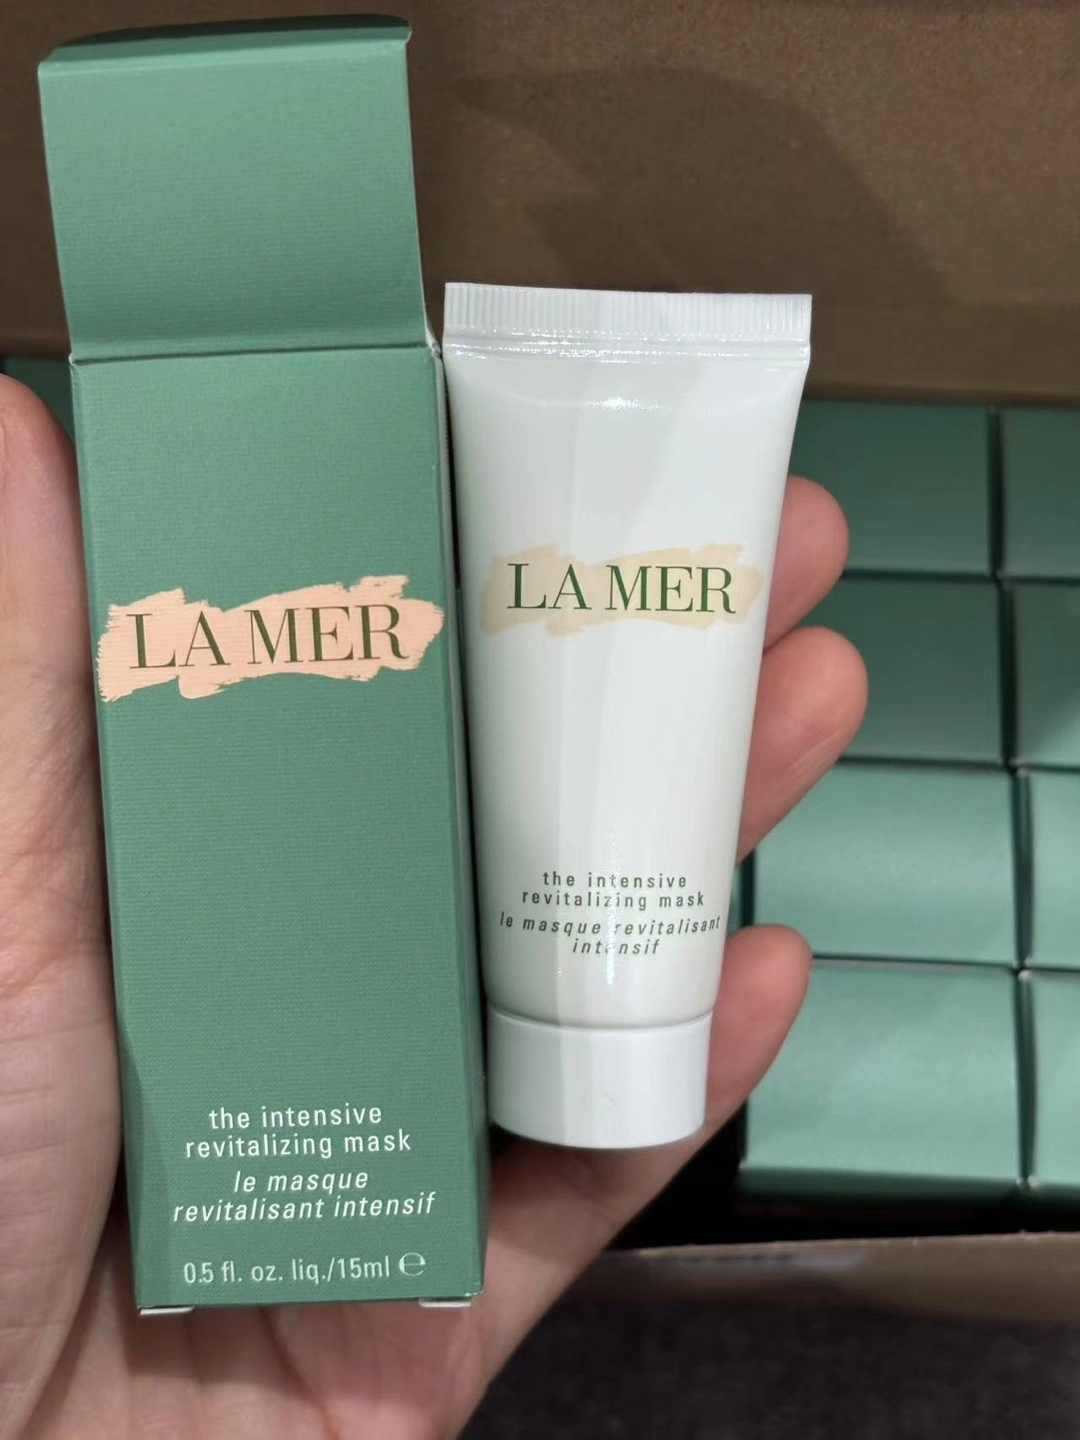 LA MER
the intensive
revitalizing mask
le masque
revitalisant intensif
0.5 fl. oz. liq./15ml ℮
LA MER
the intensive
revitalizing mask
le masque revitalisant
intensif